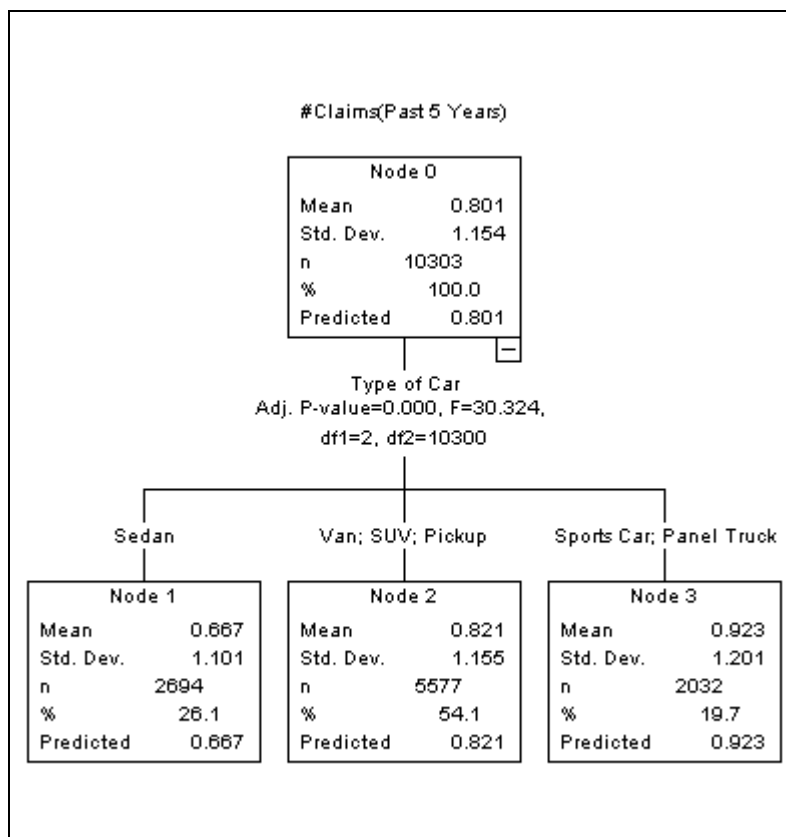 #Claims(Past 5 Years)
Node 0
Mean 0.801
Std. Dev. 1.154
n 10303
% 100.0
Predicted 0.801
Type of Car
Adj. P-value=0.000, F=30.324,
df1=2, df2=10300
Sedan
Van; SUV; Pickup
Sports Car; Panel Truck
Node 1
Mean 0.667
Std. Dev. 1.101
n 2694
% 26.1
Predicted 0.667
Node 2
Mean 0.821
Std. Dev. 1.155
n 5577
% 54.1
Predicted 0.821
Node 3
Mean 0.923
Std. Dev. 1.201
n 2032
% 19.7
Predicted 0.923